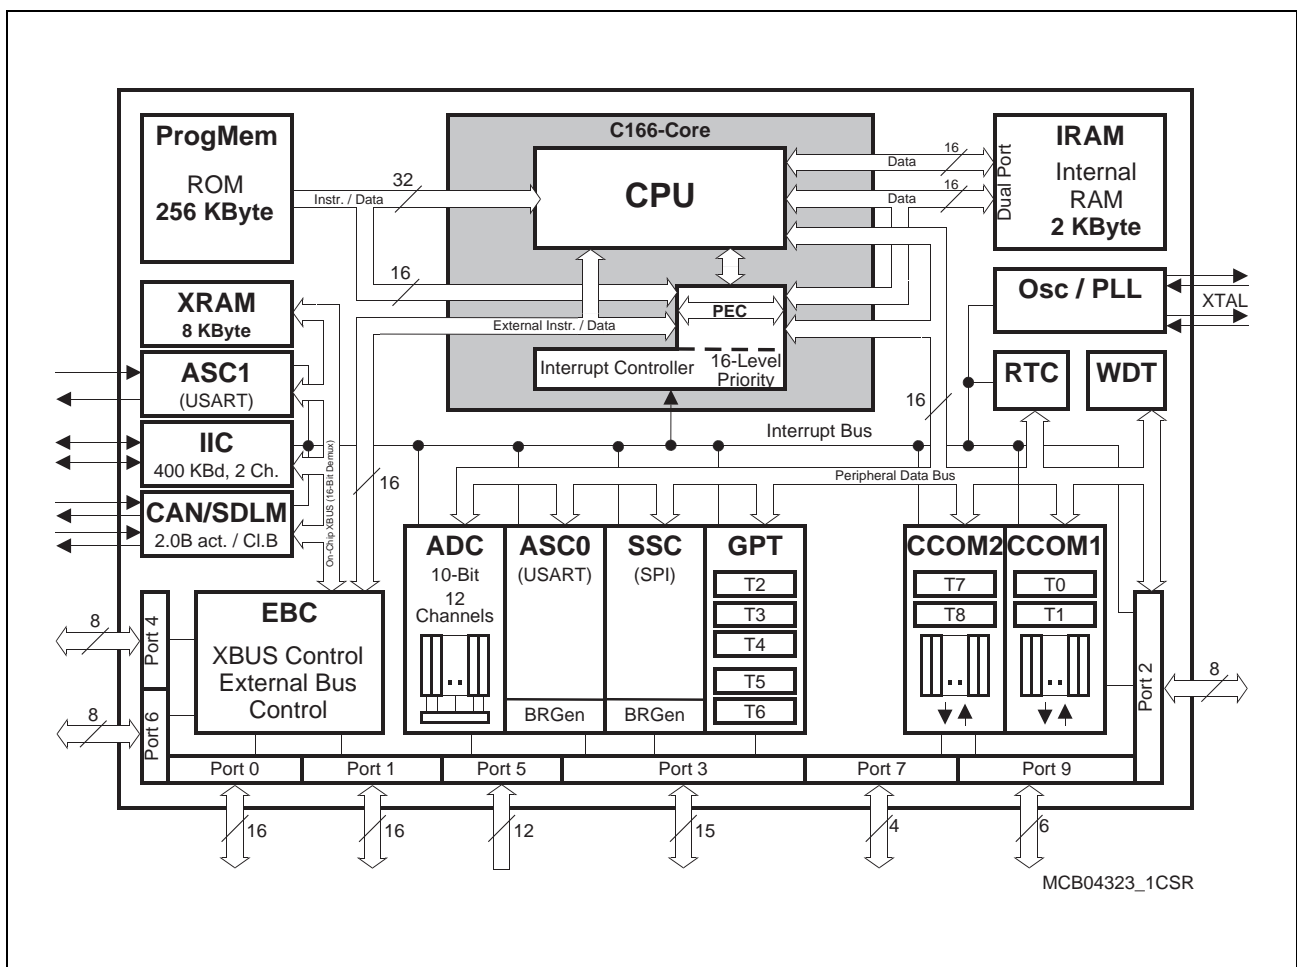 C166-Core
ProgMem
ROM
256 KByte
32
Instr. / Data
CPU
16
Data
16
Data
Dual Port
IRAM
Internal
RAM
2 KByte
16
XRAM
8 KByte
External Instr. / Data
PEC
Interrupt Controller
16-Level
Priority
Osc / PLL
XTAL
ASC1
(USART)
RTC
WDT
16
IIC
400 KBd, 2 Ch.
Interrupt Bus
On-Chip XBUS (16-Bit Demux)
16
Peripheral Data Bus
CAN/SDLM
2.0B act. / Cl.B
ADC
10-Bit
12
Channels
ASC0
(USART)
BRGen
SSC
(SPI)
BRGen
GPT
T2
T3
T4
T5
T6
CCOM2
T7
T8
CCOM1
T0
T1
EBC
XBUS Control
External Bus
Control
8
Port 4
8
Port 6
Port 2
8
Port 0
Port 1
Port 5
Port 3
Port 7
Port 9
16
16
12
15
4
6
MCB04323_1CSR